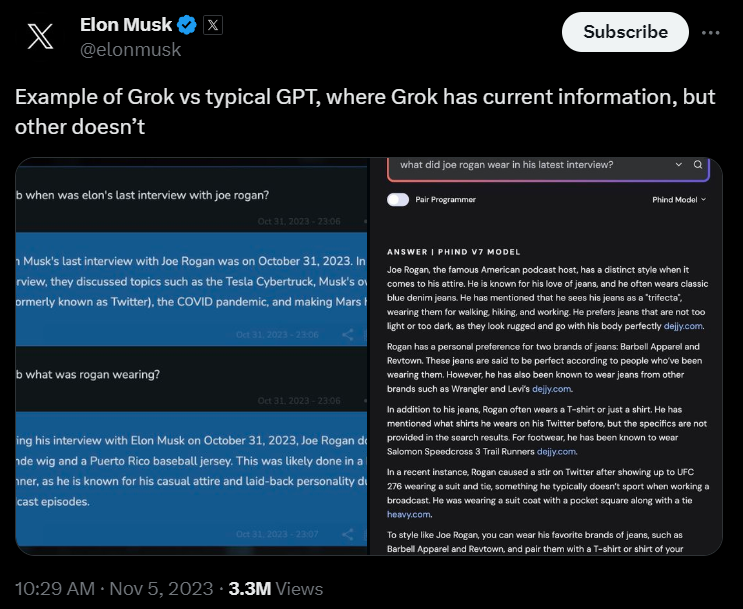 Elon Musk
@elonmusk
Subscribe
Example of Grok vs typical GPT, where Grok has current information, but
other doesn't
b when was elon's last interview with joe rogan?
Oct 31, 2023 - 23:06
n Musk's last interview with Joe Rogan was on October 31, 2023. In
rview, they discussed topics such as the Tesla Cybertruck, Musk's ov
ormerly known as Twitter), the COVID pandemic, and making Mars h
Oct 31, 2023 - 23:06
b what was rogan wearing?
Oct 31, 2023 - 23:06
ing his interview with Elon Musk on October 31, 2023, Joe Rogan do
nde wig and a Puerto Rico baseball jersey. This was likely done in a
nner, as he is known for his casual attire and laid-back personality du
cast episodes.
Oct 31, 2023 - 23:07
what did joe rogan wear in his latest interview?
Pair Programmer
Phind Model
ANSWER | PHIND V7 MODEL
Joe Rogan, the famous American podcast host, has a distinct style when it
comes to his attire. He is known for his love of jeans, and he often wears classic
blue denim jeans. He has mentioned that he sees his jeans as a "trifecta",
wearing them for walking, hiking, and working. He prefers jeans that are not too
light or too dark, as they look rugged and go with his body perfectly dejjy.com.
Rogan has a personal preference for two brands of jeans: Barbell Apparel and
Revtown. These jeans are said to be perfect according to people who've been
wearing them. However, he has also been known to wear jeans from other
brands such as Wrangler and Levi's dejjy.com.
In addition to his jeans, Rogan often wears a T-shirt or just a shirt. He has
mentioned what shirts he wears on his Twitter before, but the specifics are not
provided in the search results. For footwear, he has been known to wear
Salomon Speedcross 3 Trail Runners dejjy.com.
In a recent instance, Rogan caused a stir on Twitter after showing up to UFC
276 wearing a suit and tie, something he typically doesn't sport when working a
broadcast. He was wearing a suit coat with a pocket square along with a tie
heavy.com.
To style like Joe Rogan, you can wear his favorite brands of jeans, such as
Barbell Apparel and Revtown, and pair them with a T-shirt or shirt of your
10:29 AM · Nov 5, 2023 · 3.3M Views